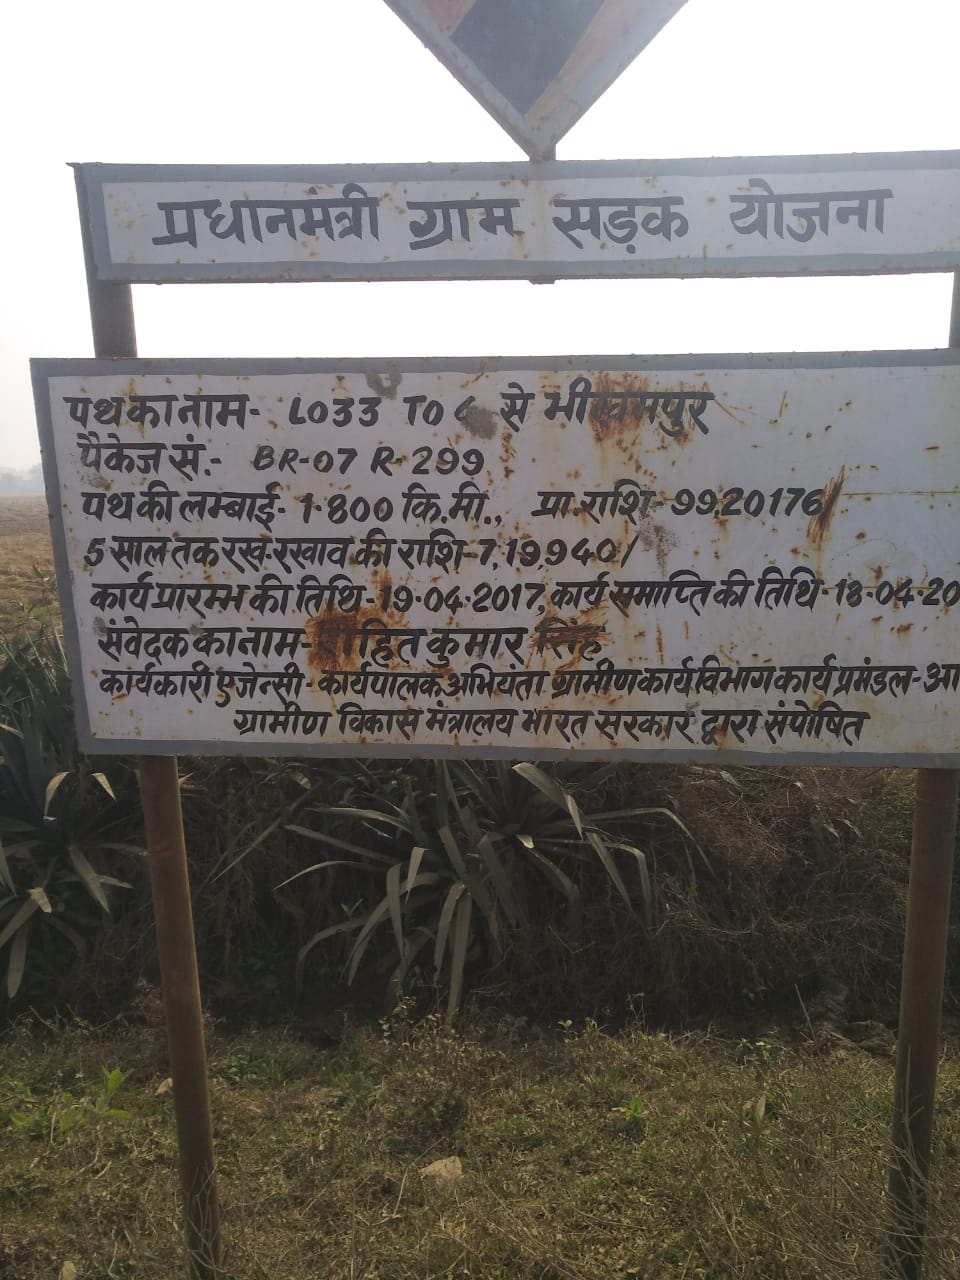 प्रधानमंत्री ग्राम सड़क योजना
पथ का नाम- L033 TO से
पैकेज सं.- BR-07 R-299
पथ की लम्बाई- 1.800 कि.मी., प्रा.राशि-99,20176/
5 साल तक रख-रखाव की राशि-7,19,940/
कार्य प्रारम्भ की तिथि-19.04.2017, कार्य समाप्ति की तिथि-18.04.20
संवेदक का नाम- कुमार सिंह
कार्यकारी एजेन्सी-कार्यपालक अभियंता ग्रामीण कार्य विभाग कार्य प्रमंडल-
ग्रामीण विकास मंत्रालय भारत सरकार द्वारा संपोषित